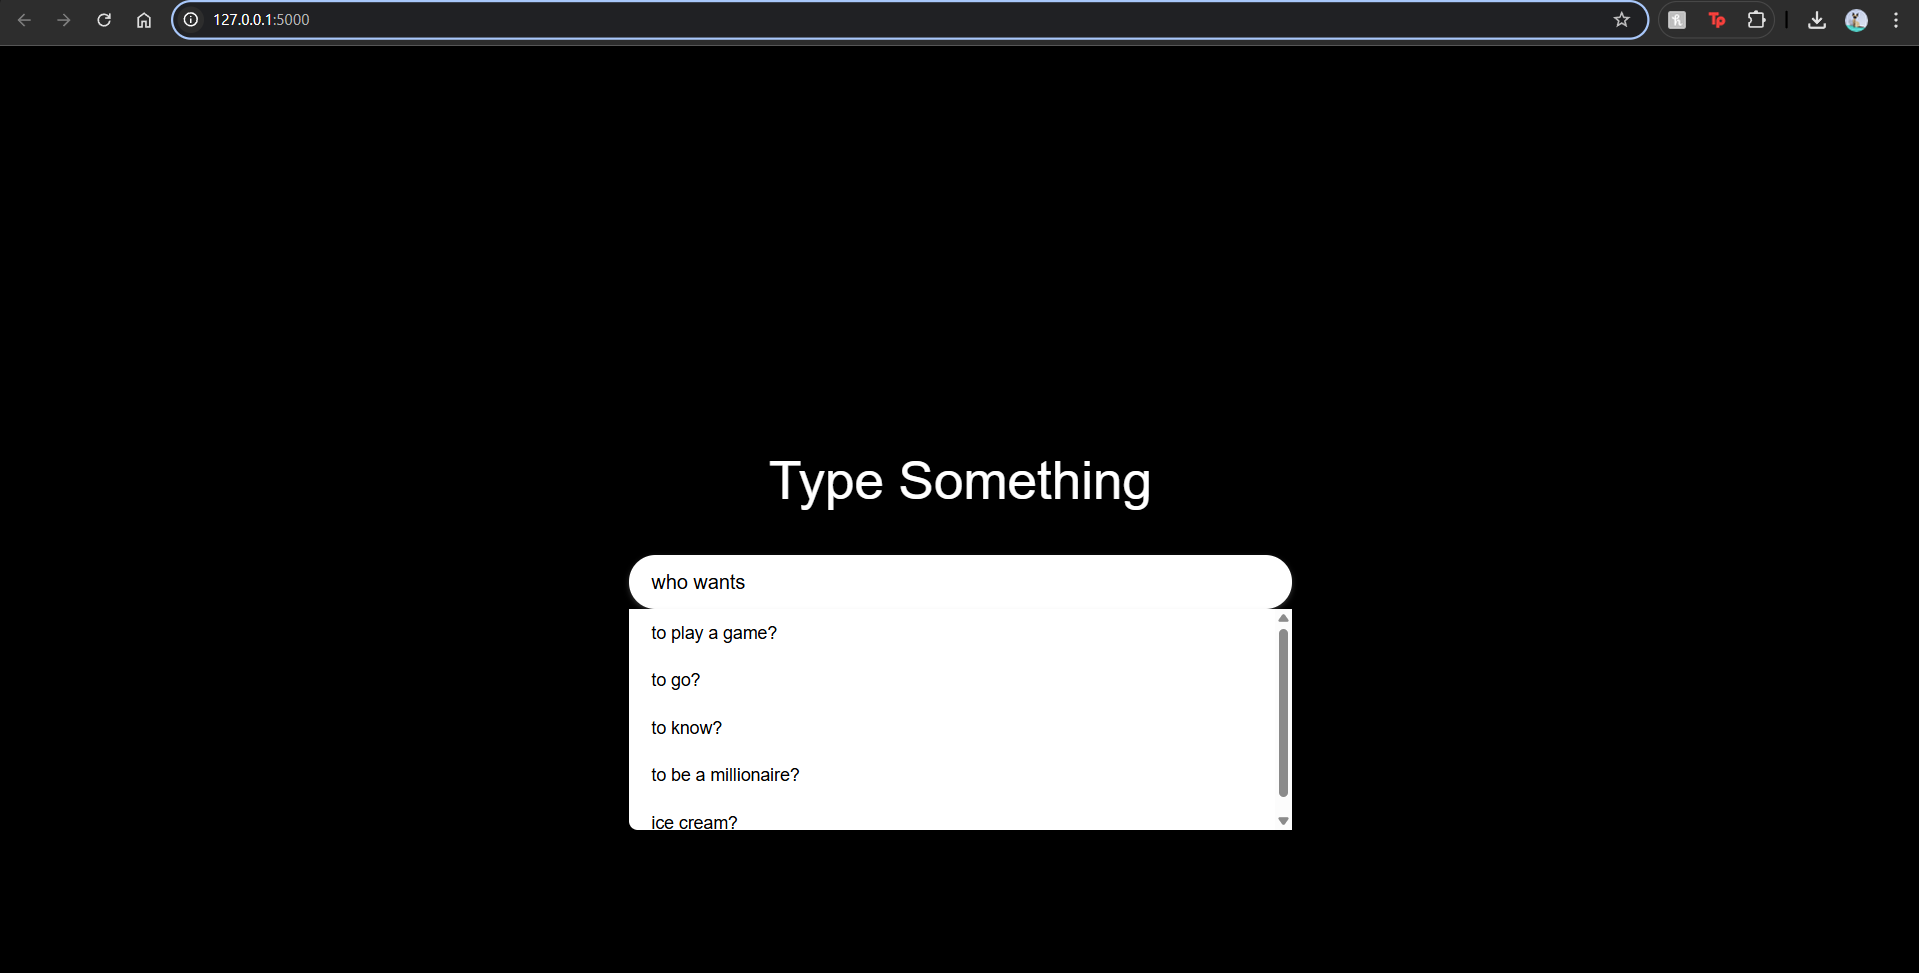 127.0.0.1:5000
Tp
Type Something
who wants
to play a game?
to go?
to know?
to be a millionaire?
ice cream?